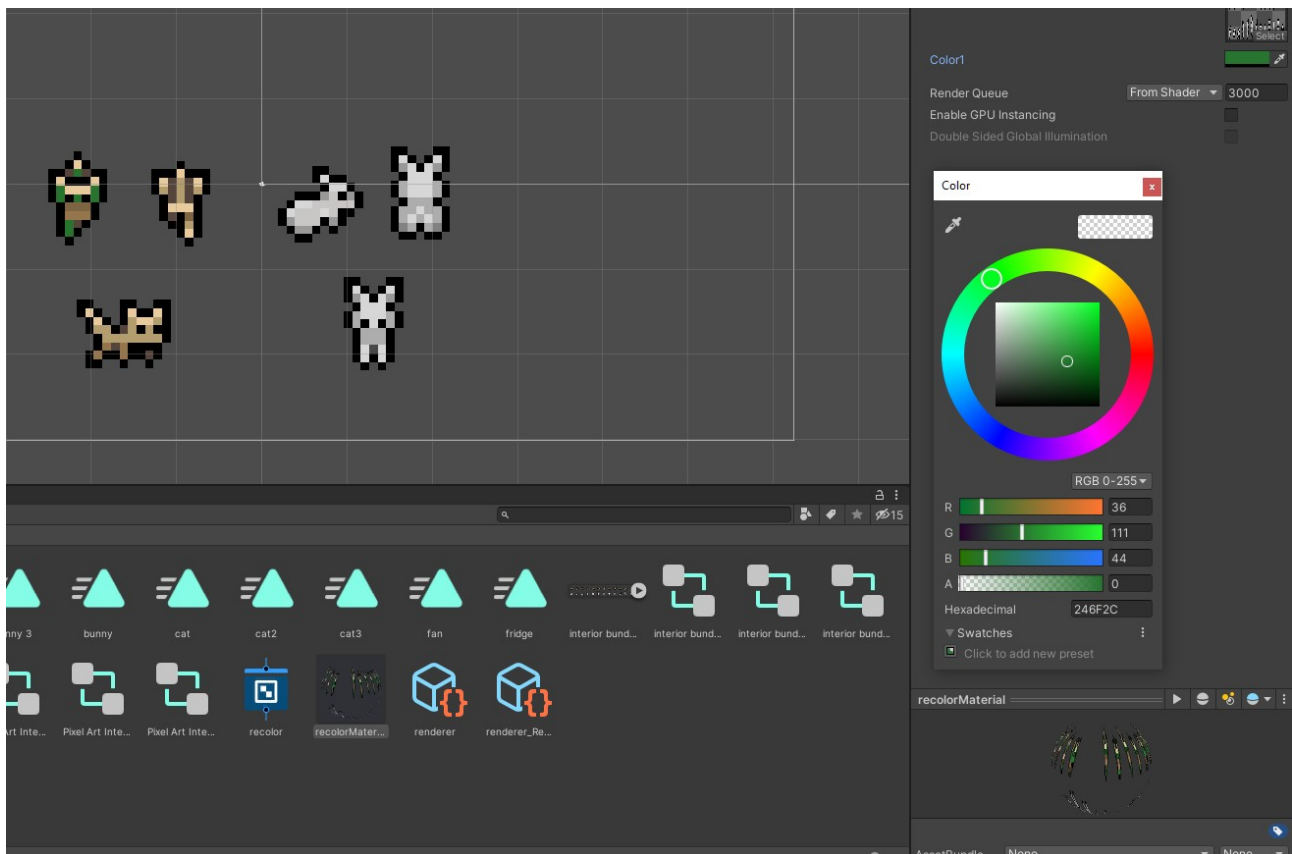 Select
Color1
Render Queue From Shader 3000
Enable GPU Instancing
Double Sided Global Illumination
Color
RGB 0-255
R 36
G 111
B 44
A 0
Hexadecimal 246F2C
Swatches
Click to add new preset
15
nny 3 bunny cat cat2 cat3 fan fridge interior bund... interior bund... interior bund... interior bund...
rt Inte... Pixel Art Inte... Pixel Art Inte... recolor recolorMater... renderer renderer_Re...
recolorMaterial
AssetBundle None None